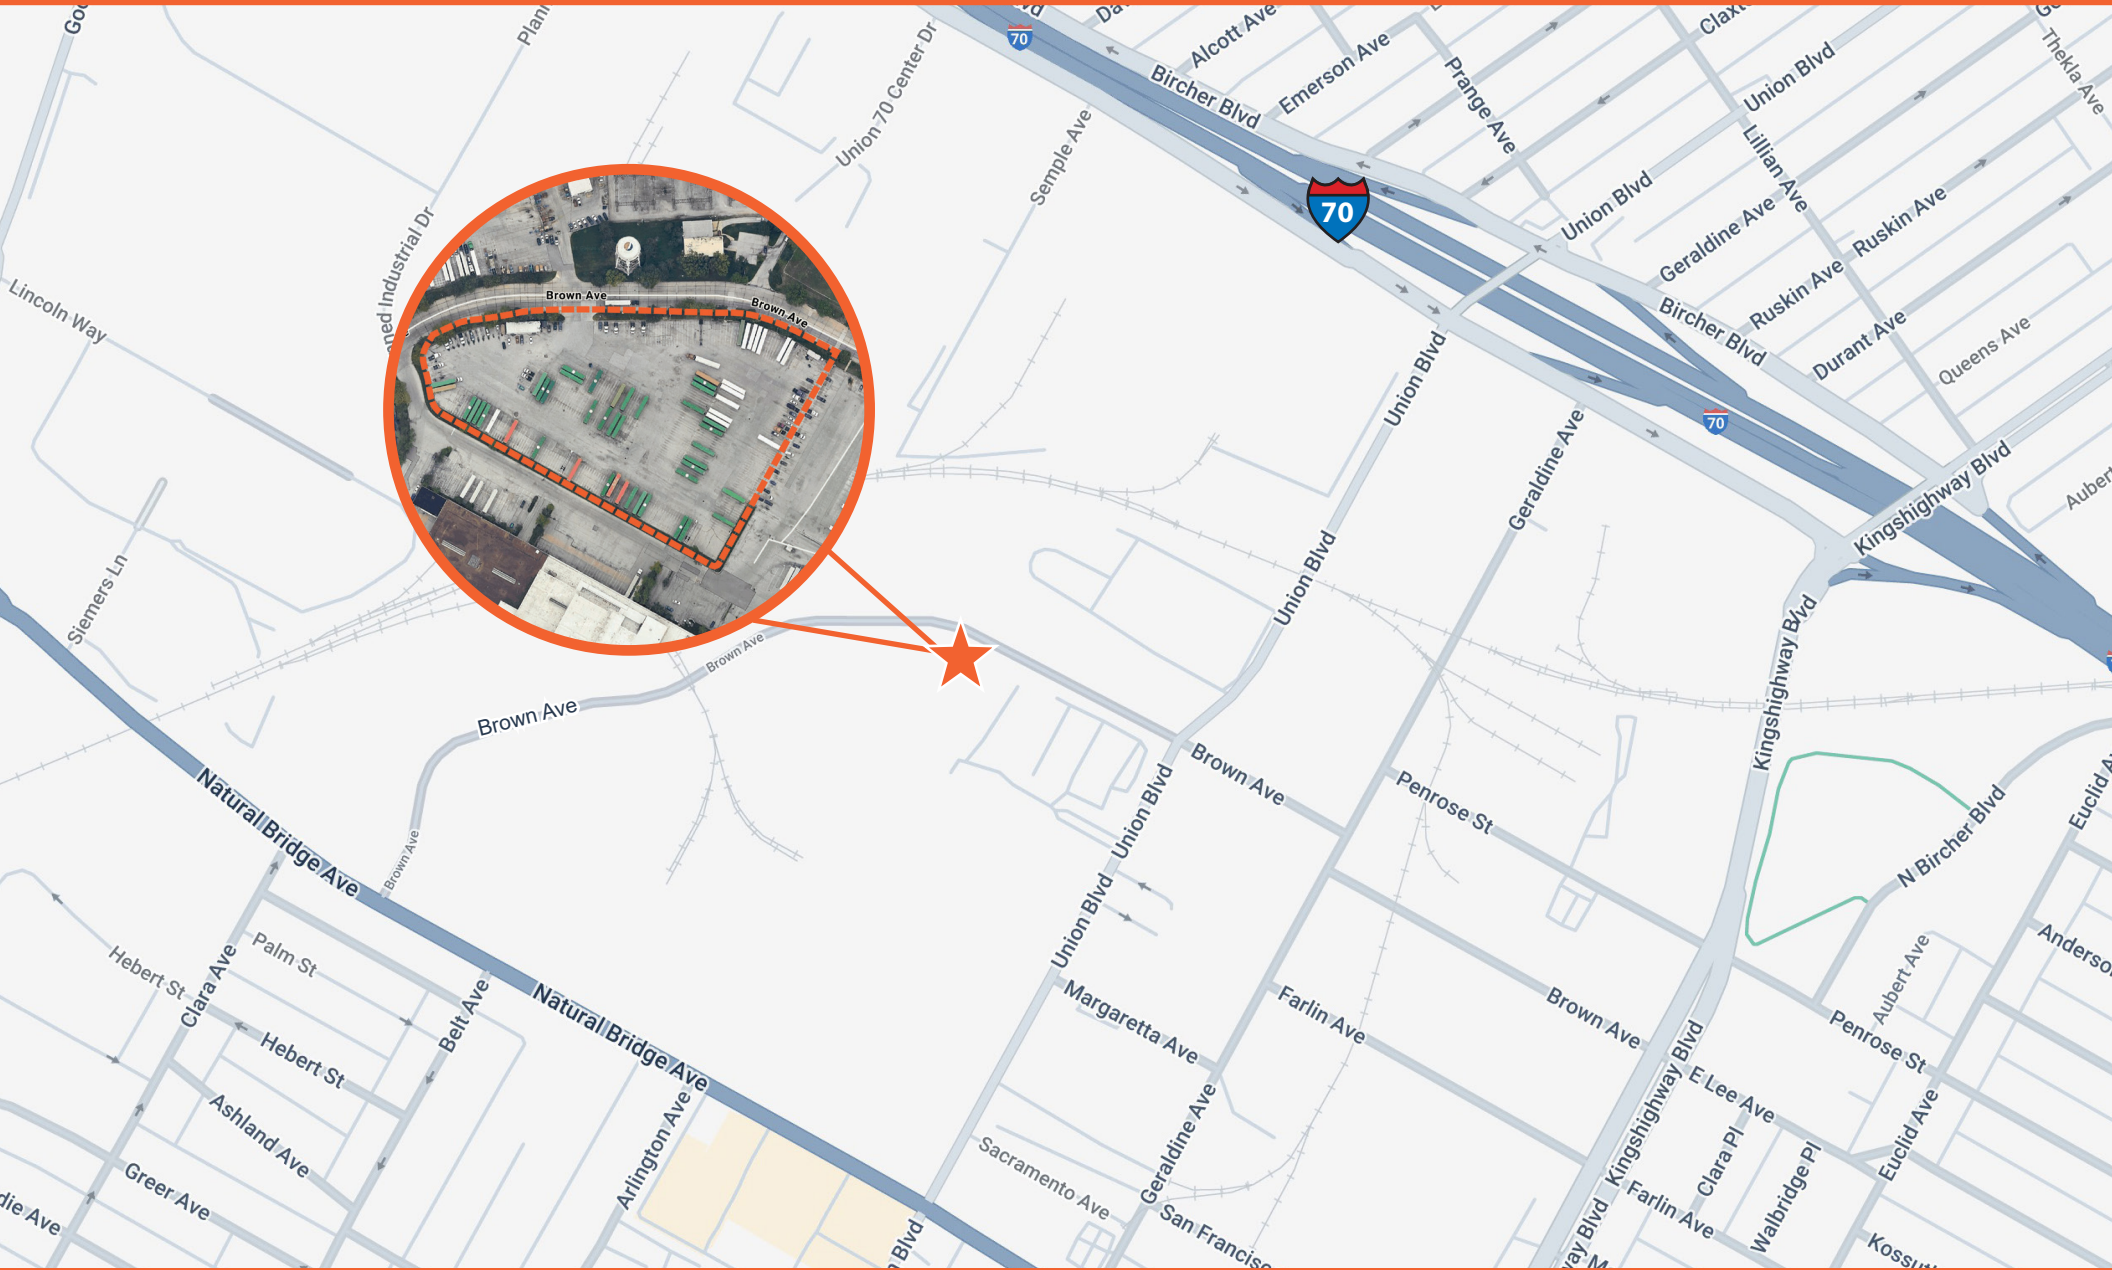 70
Union 70 Center Dr
Semple Ave
Bircher Blvd
Alcott Ave
Emerson Ave
Prange Ave
Union Blvd
Thekla Ave
Lillian Ave
70
Union Blvd
Geraldine Ave
Ruskin Ave
Ruskin Ave
Bircher Blvd
Durant Ave
Queens Ave
Lincoln Way
Brown Ave
Brown Ave
Union Blvd
70
Geraldine Ave
Kingshighway Blvd
Siemers Ln
Union Blvd
Kingshighway Blvd
Brown Ave
Brown Ave
Brown Ave
Natural Bridge Ave
Brown Ave
Union Blvd
Penrose St
N Bircher Blvd
Palm St
Hebert St
Clara Ave
Belt Ave
Hebert St
Natural Bridge Ave
Union Blvd
Margaretta Ave
Farlin Ave
Brown Ave
Aubert Ave
Penrose St
Ashland Ave
Greer Ave
Arlington Ave
Sacramento Ave
Geraldine Ave
Kingshighway Blvd
E Lee Ave
Clara Pl
Walbridge Pl
Euclid Ave
Farlin Ave